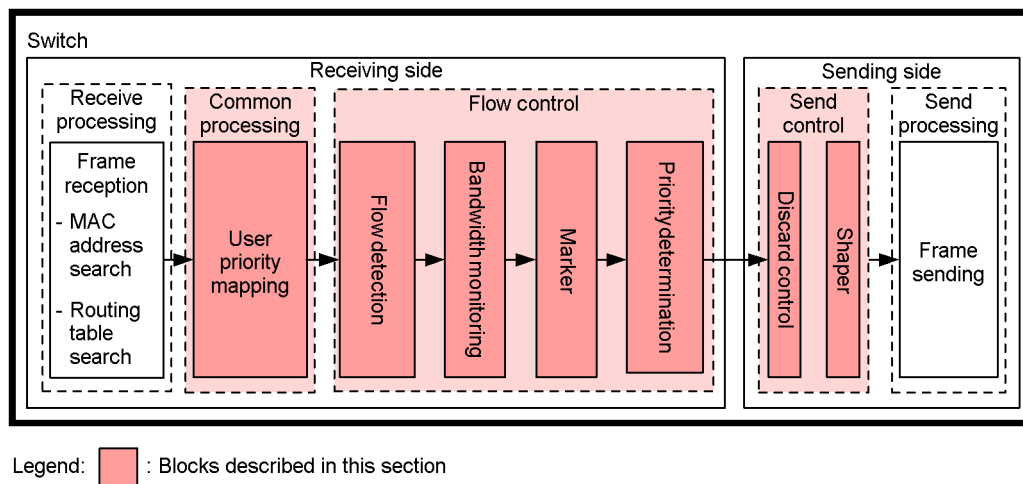 Switch
Receiving side
Receive
processing
Frame
reception
- MAC
address
search
- Routing
table
search
Common
processing
User
priority
mapping
Flow control
Flow detection
Bandwidth monitoring
Marker
Priority determination
Sending side
Send
control
Discard control
Shaper
Send
processing
Frame
sending
Legend: : Blocks described in this section